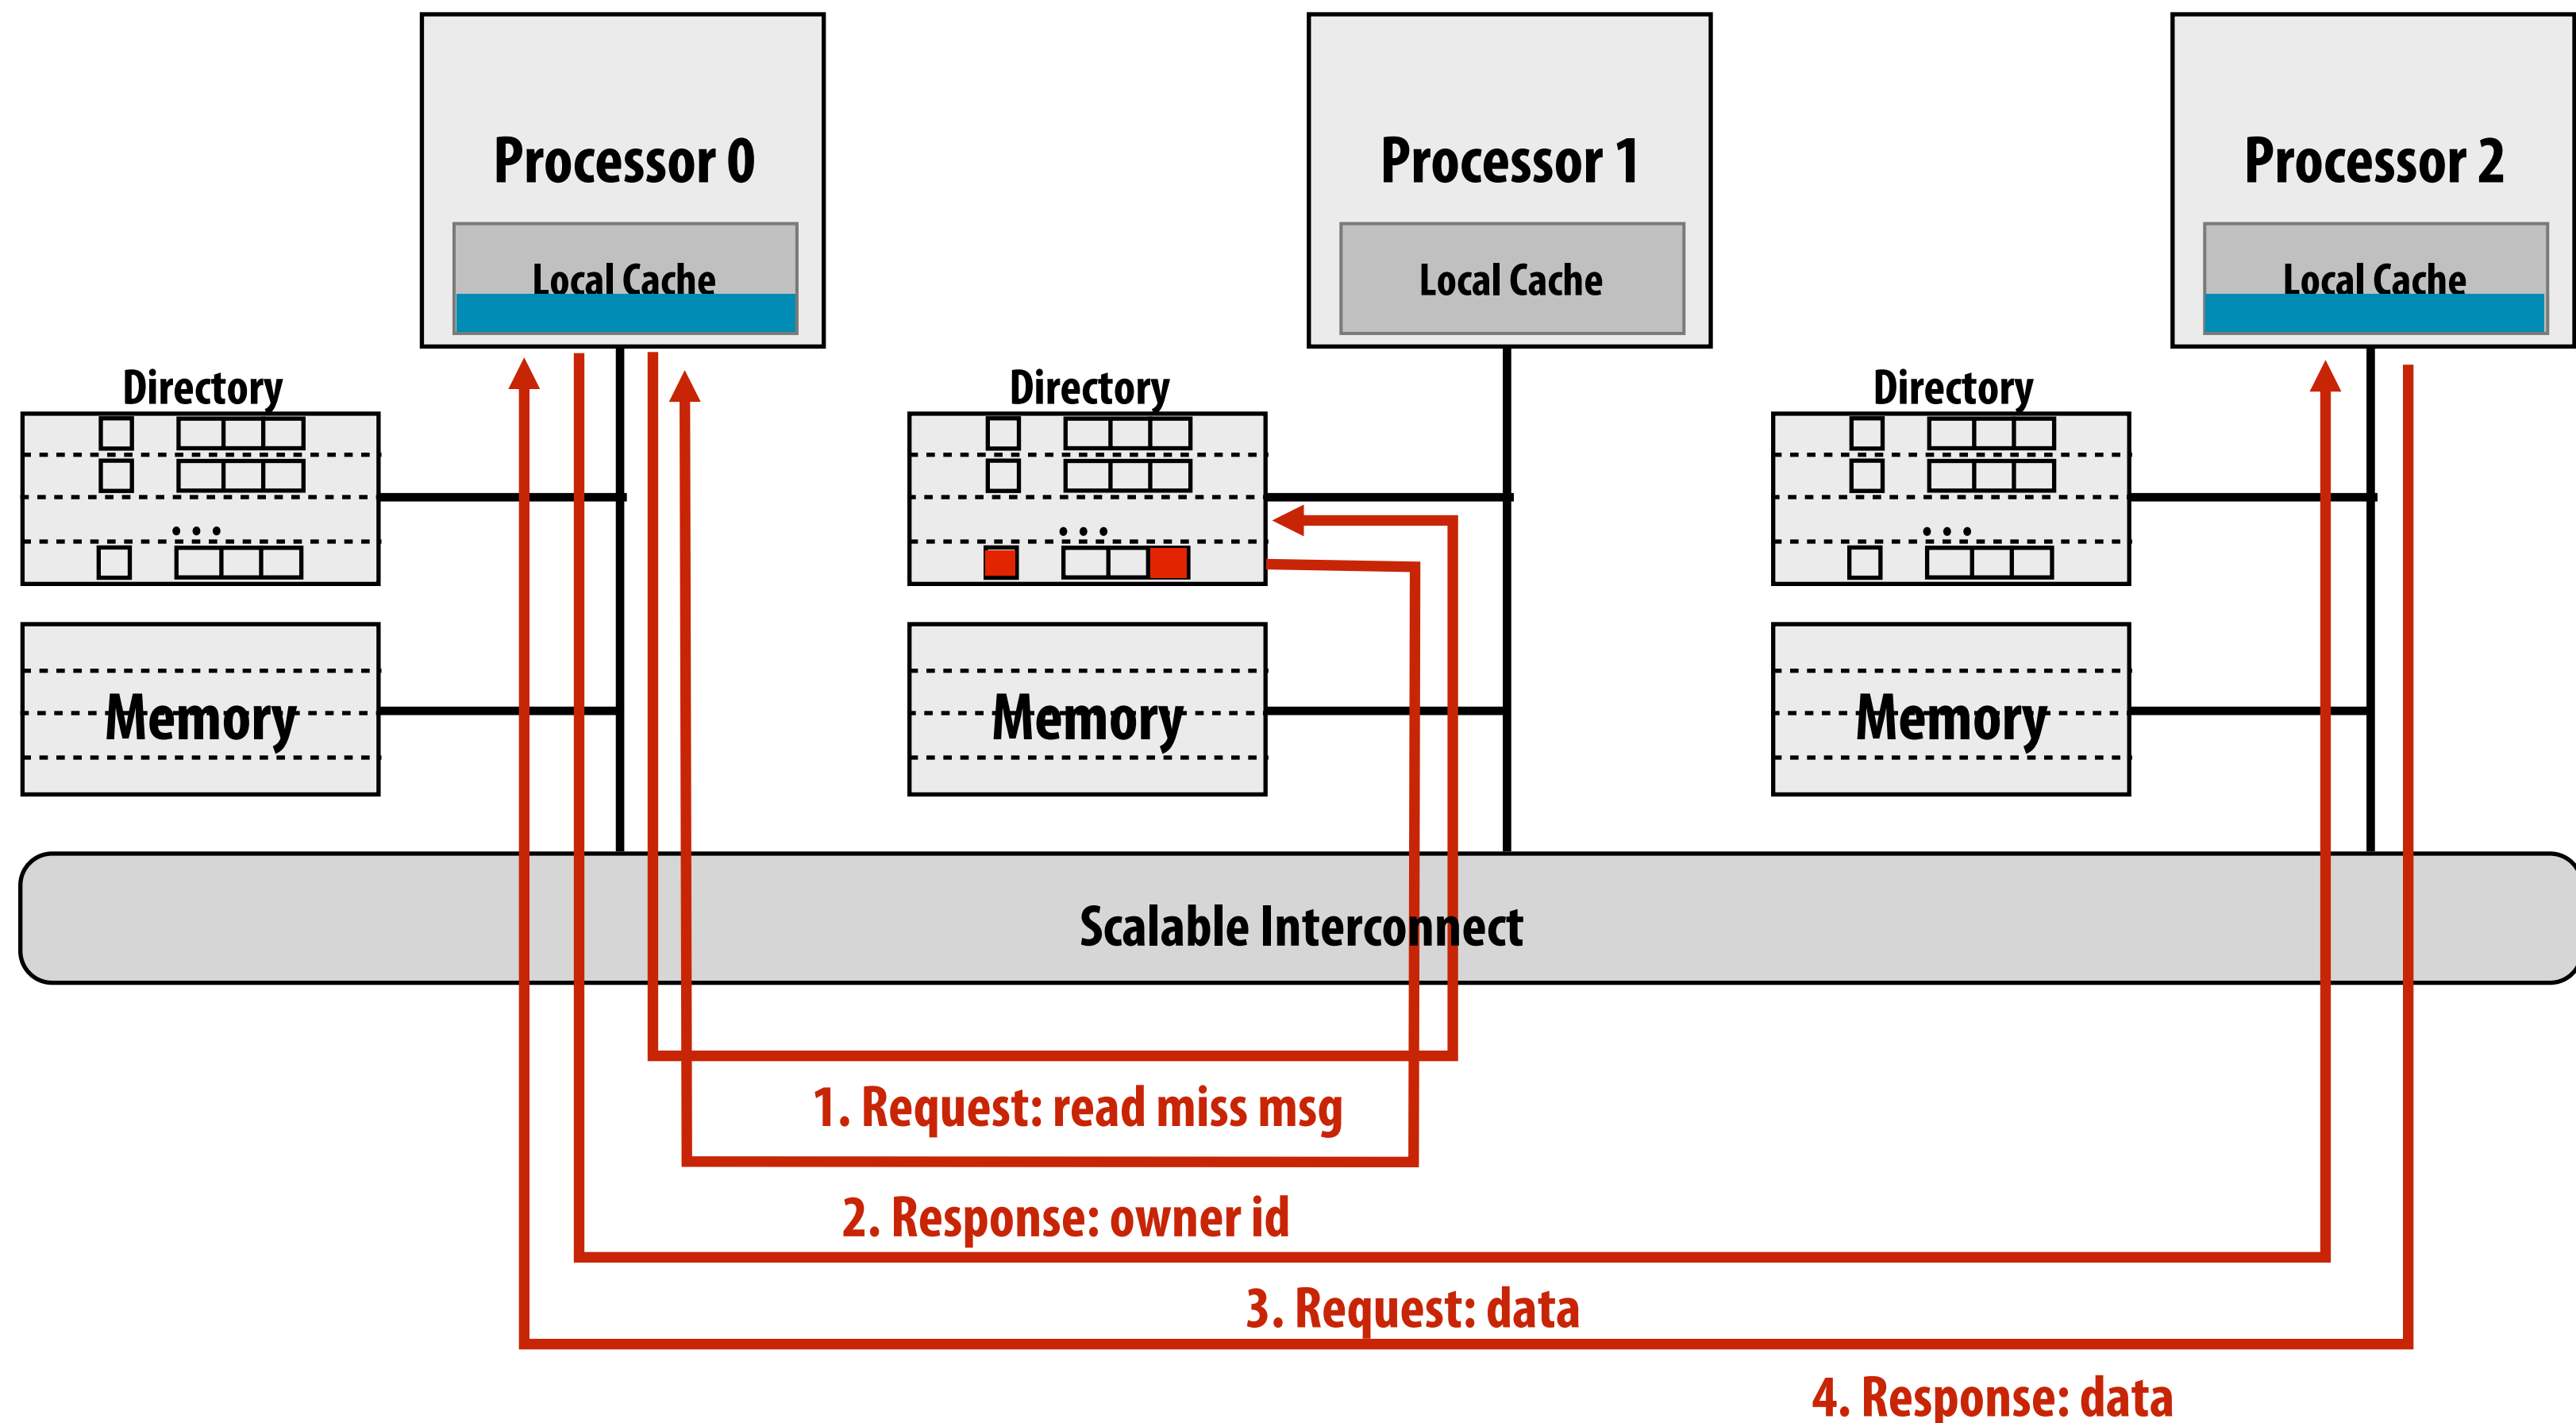 Processor 0
Processor 1
Processor 2
Local Cache
Local Cache
Local Cache
Directory
Directory
Directory
...
...
...
Memory
Memory
Memory
Scalable Interconnect
1. Request: read miss msg
2. Response: owner id
3. Request: data
4. Response: data